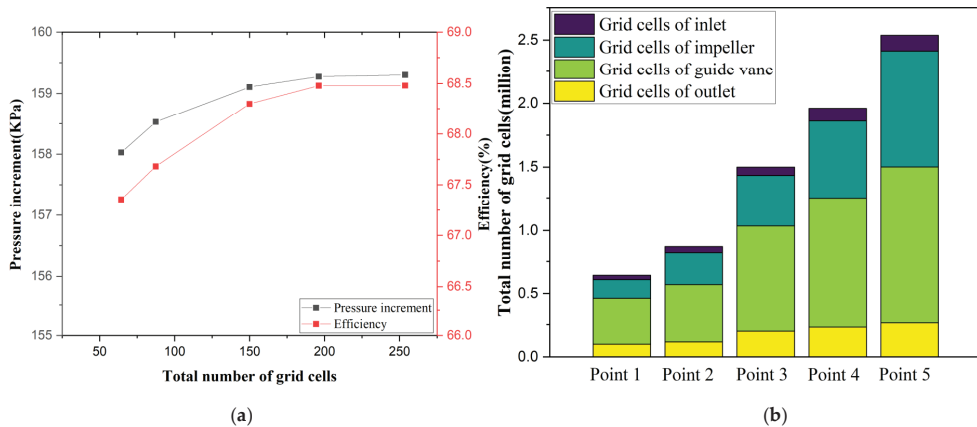 160
159
158
157
156
155
Pressure increment(KPa)
50
100
150
200
250
Total number of grid cells
69.0
68.5
68.0
67.5
67.0
66.5
66.0
Efficiency(%)
Pressure increment
Efficiency
(a)
Grid cells of inlet
Grid cells of impeller
Grid cells of guide vane
Grid cells of outlet
2.5
2.0
1.5
1.0
0.5
0.0
Total number of grid cells(million)
Point 1
Point 2
Point 3
Point 4
Point 5
(b)